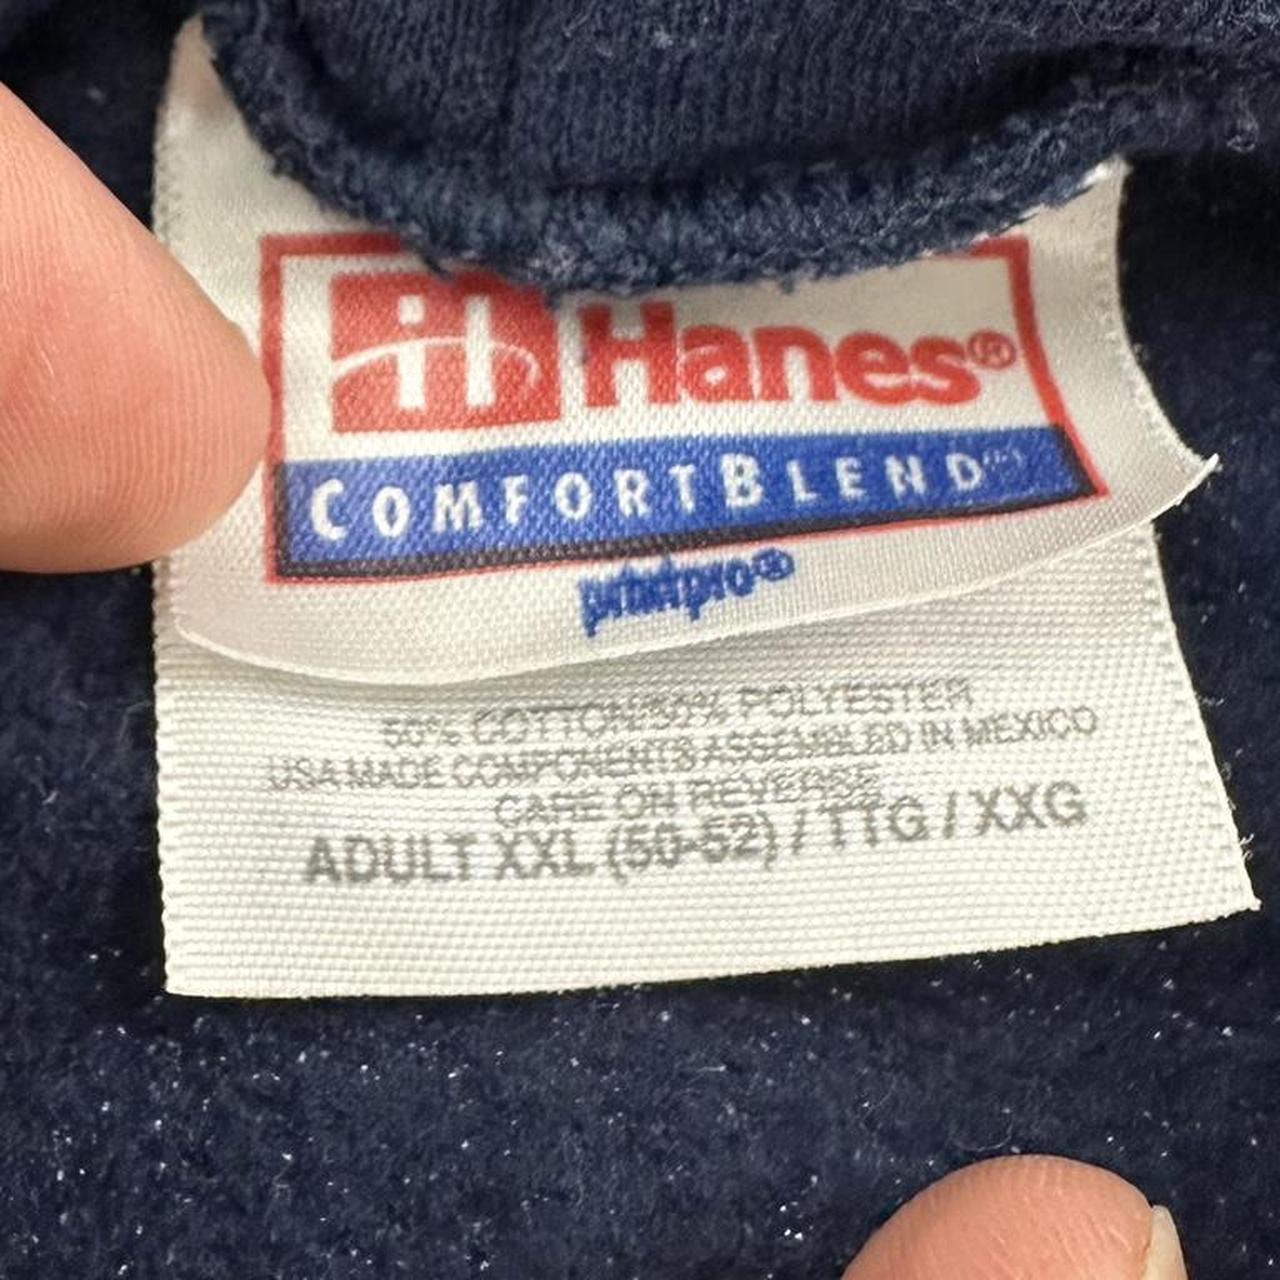 Hanes®
COMFORTBLEND
printpro®
50% COTTON/50% POLYESTER
USA MADE COMPONENTS ASSEMBLED IN MEXICO
CARE ON REVERSE
ADULT XXL (50-52) / TTG / XXG